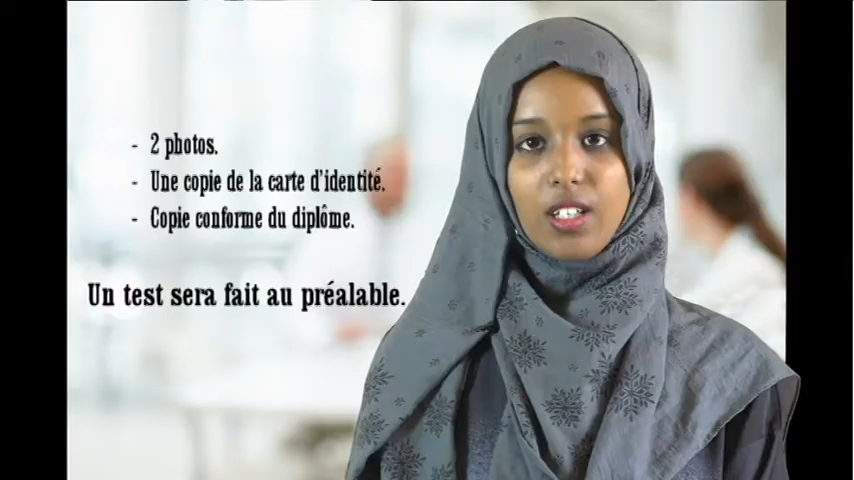 - 2 photos.
- Une copie de la carte d'identité.
- Copie conforme du diplôme.
Un test sera fait au préalable.